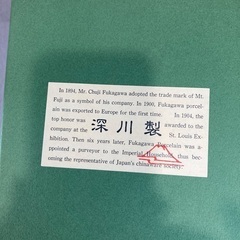 In 1894, Mr. Chuji Fukagawa adopted the trade mark of Mt.
Fuji as a symbol of his company. In 1900, Fukagawa porcel-
ain was exported to Europe for the first time. In 1904, the
top honor was 深川製 awarded to the
company at the St. Louis Ex-
hibition. Then six years later, Fukagawa Porcelain was a-
ppointed a purveyor to the Imperial Household, thus bec-
oming the representative of Japan's chinaware society.